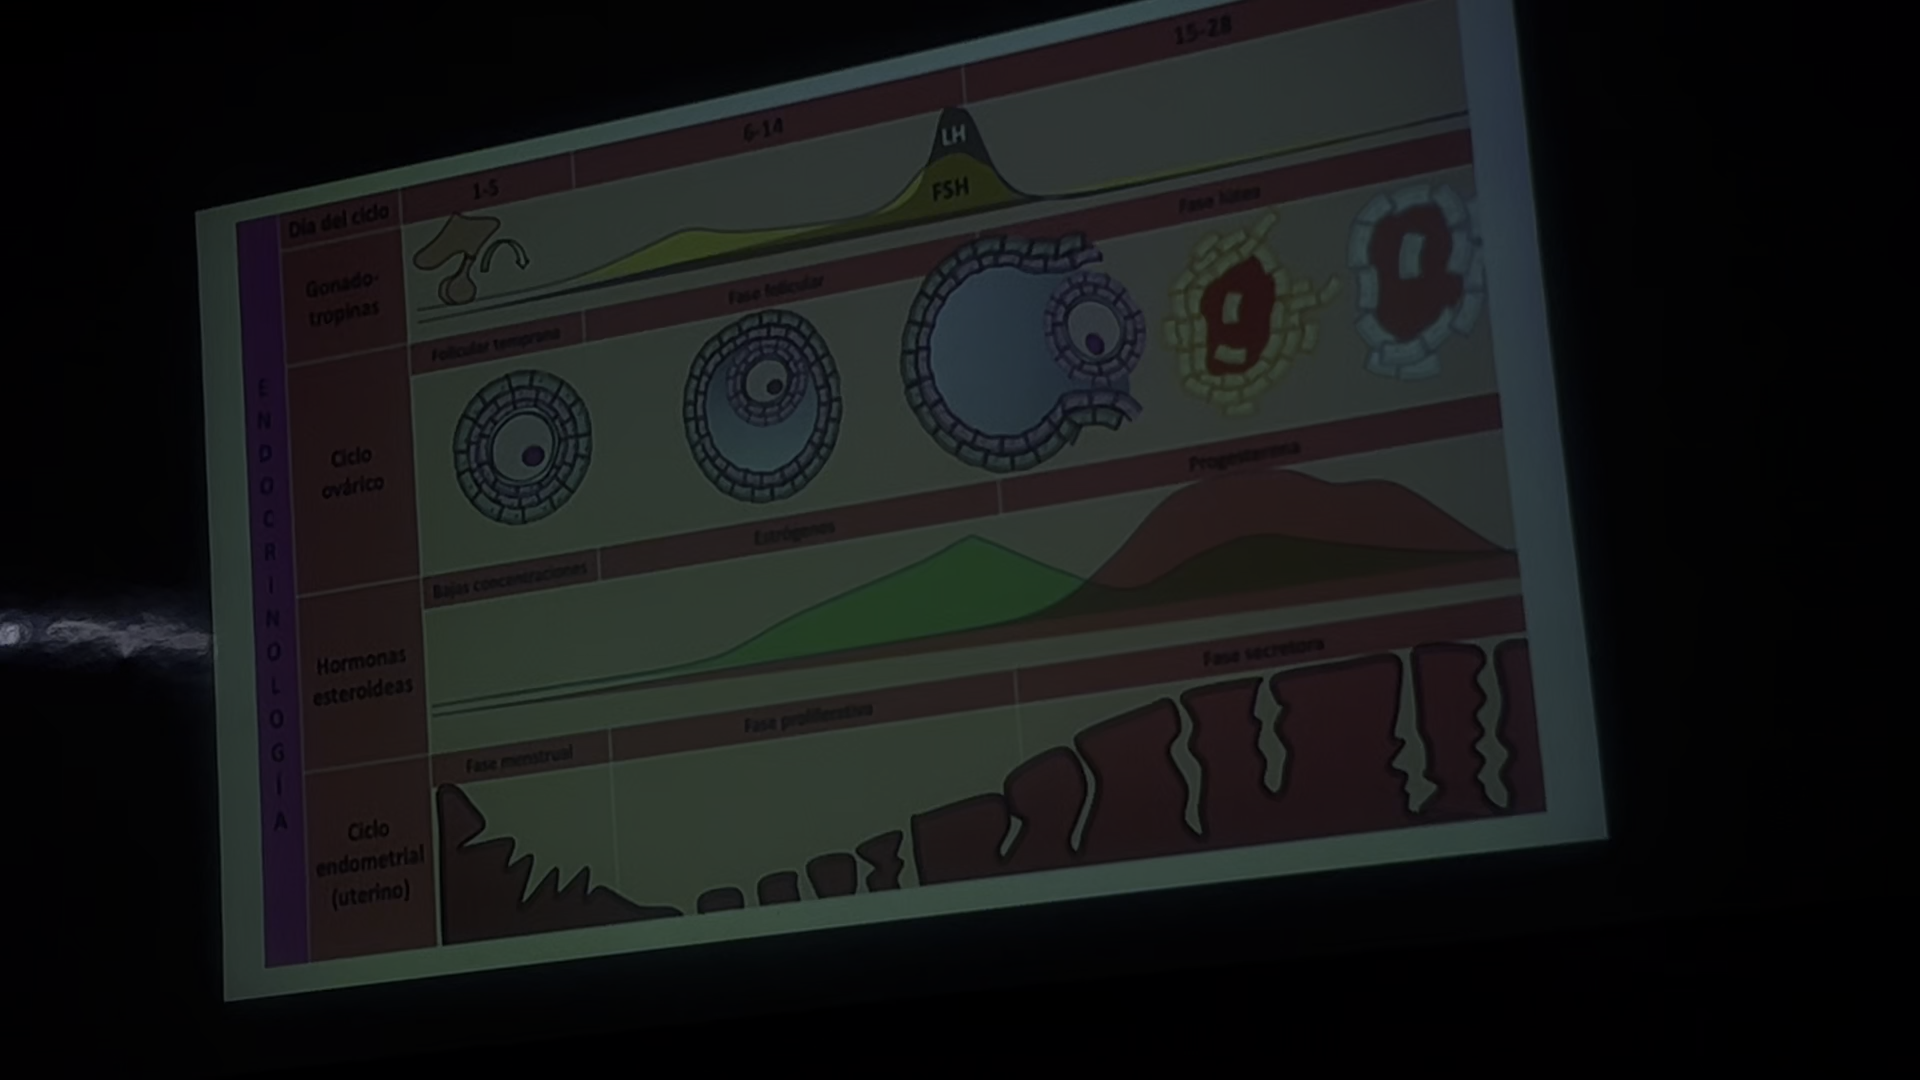 Día del ciclo
1-5
6-14
15-28
Gonado-
tropinas
LH
FSH
Folicular temprana
Fase folicular
Fase lútea
Ciclo
ovárico
Bajas concentraciones
Estrógenos
Progesterona
Hormonas
esteroideas
Fase menstrual
Fase proliferativa
Fase secretora
Ciclo
endometrial
(uterino)
ENDOCRINOLOGÍA